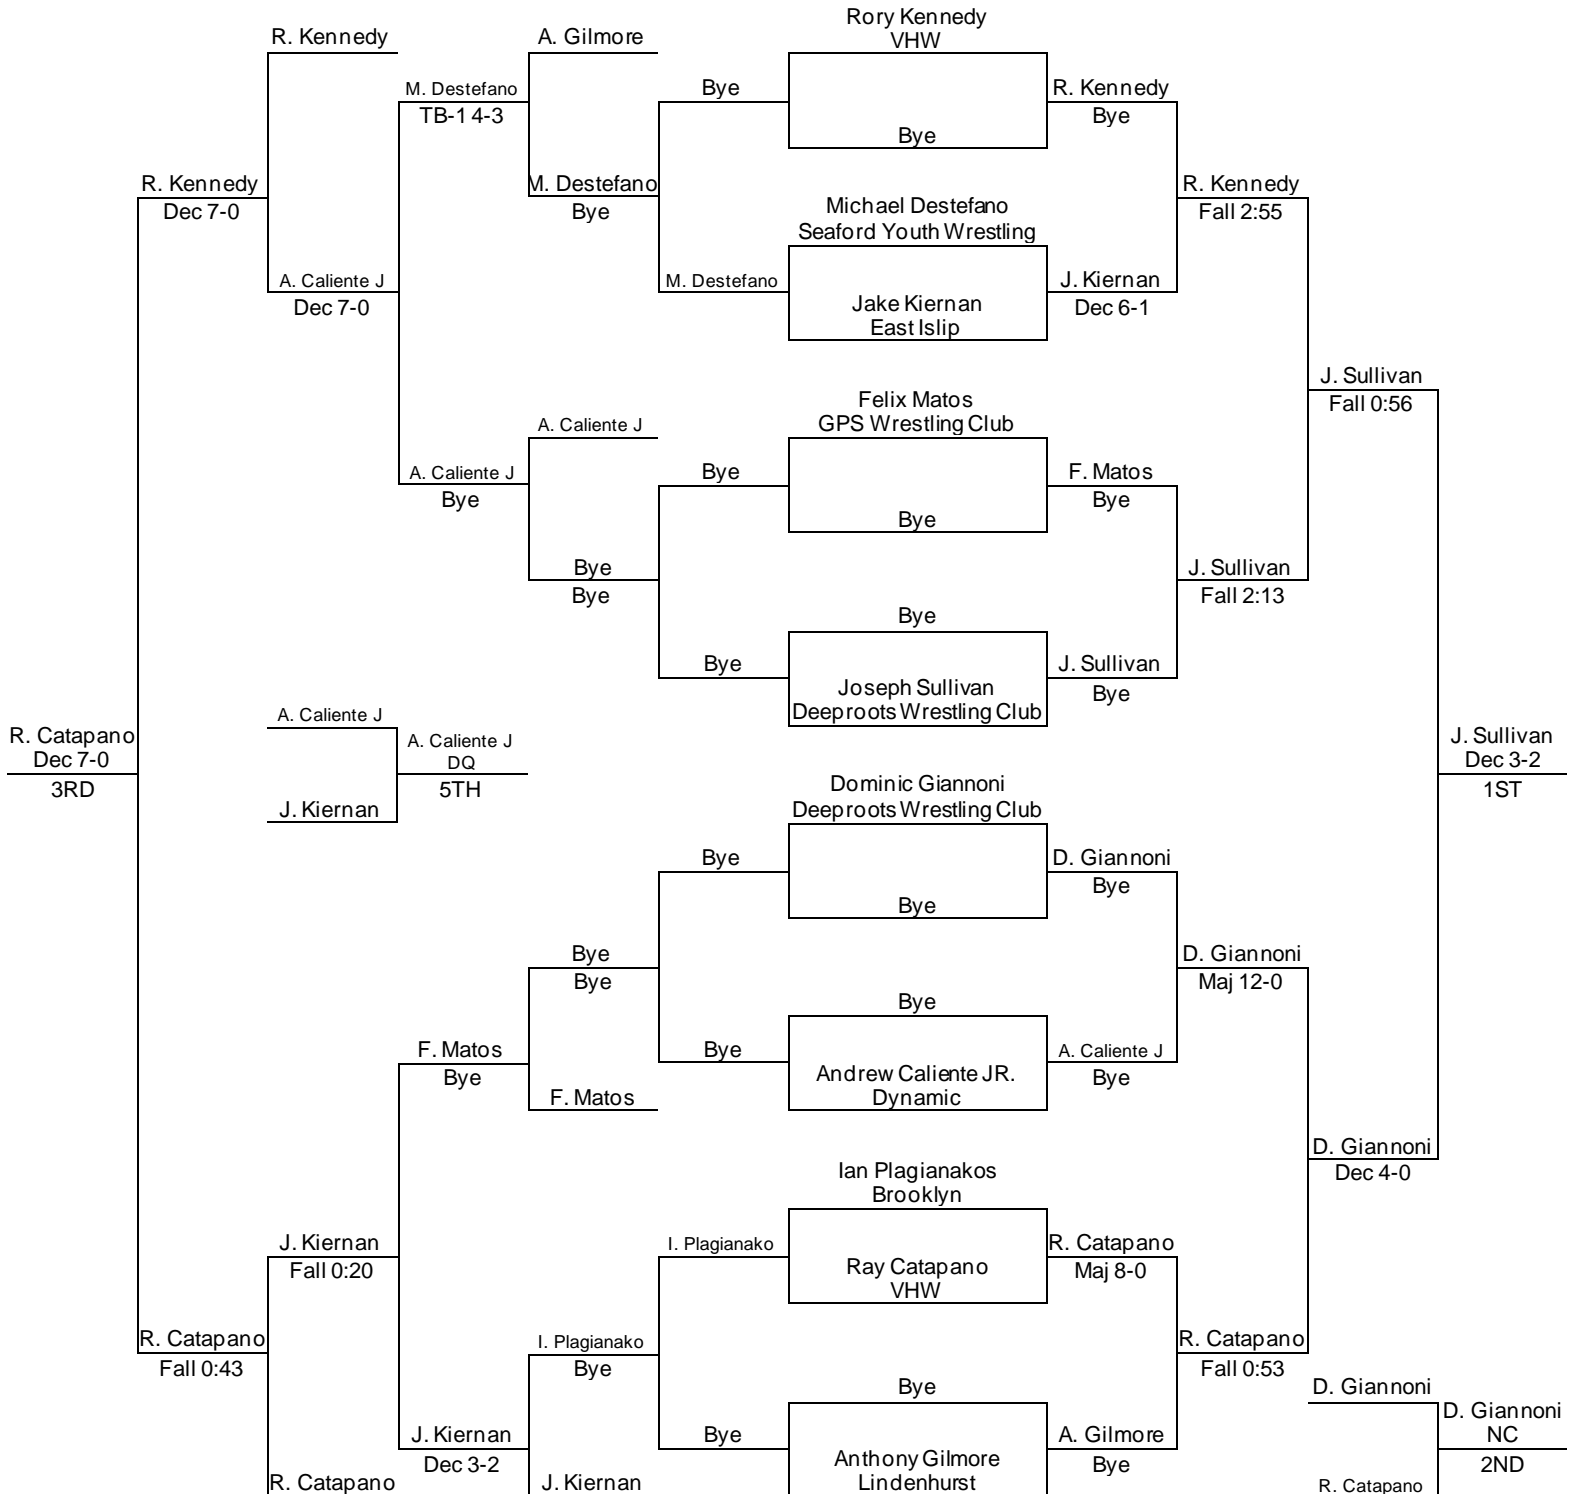 Rory Kennedy
VHW
R. Kennedy
A. Gilmore
M. Destefano
TB-1 4-3
Bye
R. Kennedy
Bye
Bye
R. Kennedy
Dec 7-0
M. Destefano
Bye
R. Kennedy
Fall 2:55
Michael Destefano
Seaford Youth Wrestling
A. Caliente J
Dec 7-0
M. Destefano
J. Kiernan
Dec 6-1
Jake Kiernan
East Islip
J. Sullivan
Fall 0:56
Felix Matos
GPS Wrestling Club
A. Caliente J
A. Caliente J
Bye
Bye
F. Matos
Bye
Bye
Bye
Bye
J. Sullivan
Fall 2:13
Bye
Bye
J. Sullivan
Bye
Joseph Sullivan
Deeproots Wrestling Club
A. Caliente J
R. Catapano
Dec 7-0
3RD
A. Caliente J
DQ
5TH
J. Sullivan
Dec 3-2
1ST
J. Kiernan
Dominic Giannoni
Deeproots Wrestling Club
Bye
D. Giannoni
Bye
Bye
Bye
Bye
D. Giannoni
Maj 12-0
Bye
F. Matos
Bye
Bye
A. Caliente J
Bye
Andrew Caliente JR.
Dynamic
F. Matos
D. Giannoni
Dec 4-0
Ian Plagianakos
Brooklyn
J. Kiernan
Fall 0:20
I. Plagianako
R. Catapano
Maj 8-0
Ray Catapano
VHW
R. Catapano
Fall 0:43
I. Plagianako
Bye
R. Catapano
Fall 0:53
Bye
D. Giannoni
D. Giannoni
NC
2ND
J. Kiernan
Dec 3-2
Bye
A. Gilmore
Bye
Anthony Gilmore
Lindenhurst
R. Catapano
J. Kiernan
R. Catapano